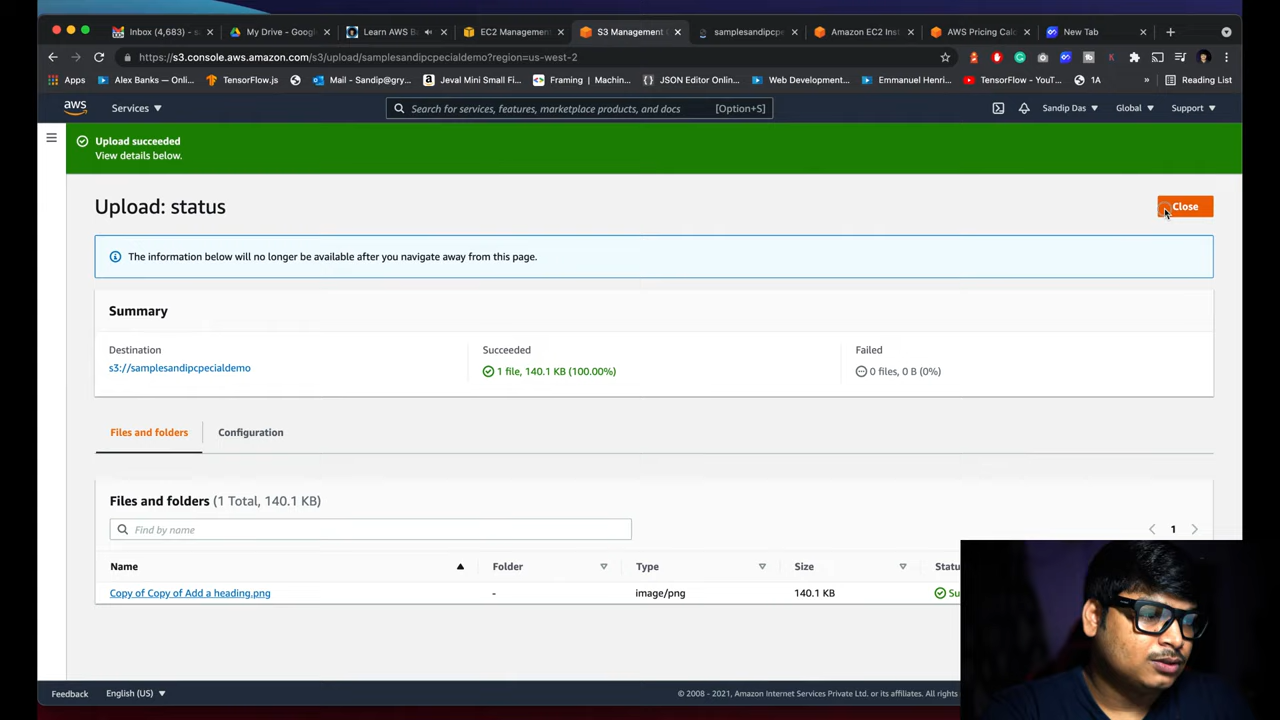 Inbox (4,683) - s
My Drive - Googl
Learn AWS Ba
EC2 Management
S3 Management C
samplesandipcpe
Amazon EC2 Inst
AWS Pricing Calc
New Tab
https://s3.console.aws.amazon.com/s3/upload/samplesandipcpecialdemo?region=us-west-2
Apps
Alex Banks — Onli...
TensorFlow.js
Mail - Sandip@gry...
Jeval Mini Small Fi...
Framing | Machin...
JSON Editor Onlin...
Web Development...
Emmanuel Henri...
TensorFlow - YouT...
1A
»
Reading List
aws
Services
Search for services, features, marketplace products, and docs
[Option+S]
Sandip Das
Global
Support
Upload succeeded
View details below.
Upload: status
Close
The information below will no longer be available after you navigate away from this page.
Summary
Destination
Succeeded
Failed
s3://samplesandipcpecialdemo
1 file, 140.1 KB (100.00%)
0 files, 0 B (0%)
Files and folders
Configuration
Files and folders (1 Total, 140.1 KB)
Find by name
1
Name
Folder
Type
Size
Statu
Copy of Copy of Add a heading.png
-
image/png
140.1 KB
Su
Feedback
English (US)
© 2008 - 2021, Amazon Internet Services Private Ltd. or its affiliates. All rights